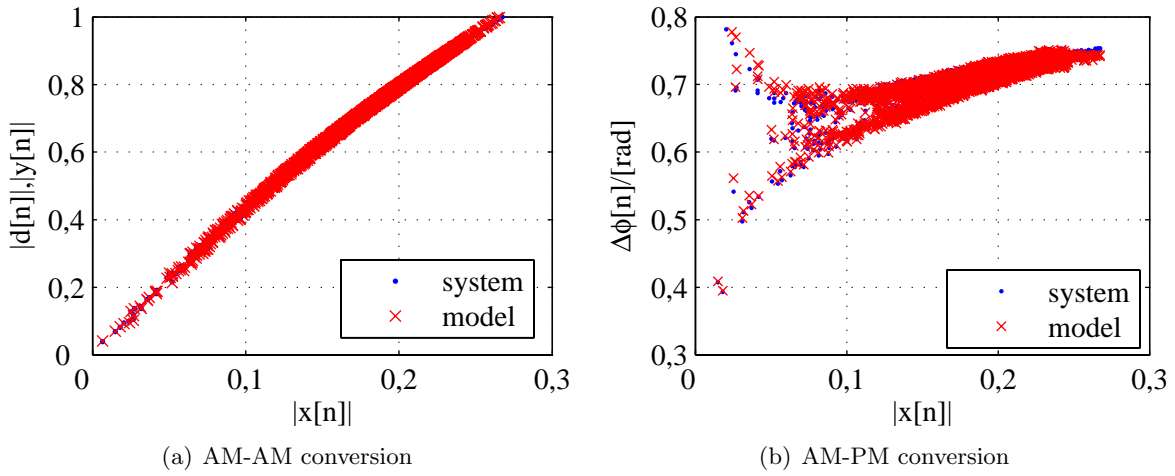 |d[n]|,|y[n]|
1
0,8
0,6
0,4
0,2
0
0
0,1
0,2
0,3
|x[n]|
system
model
(a) AM-AM conversion
Δϕ[n]/[rad]
0,8
0,7
0,6
0,5
0,4
0,3
0
0,1
0,2
0,3
|x[n]|
system
model
(b) AM-PM conversion